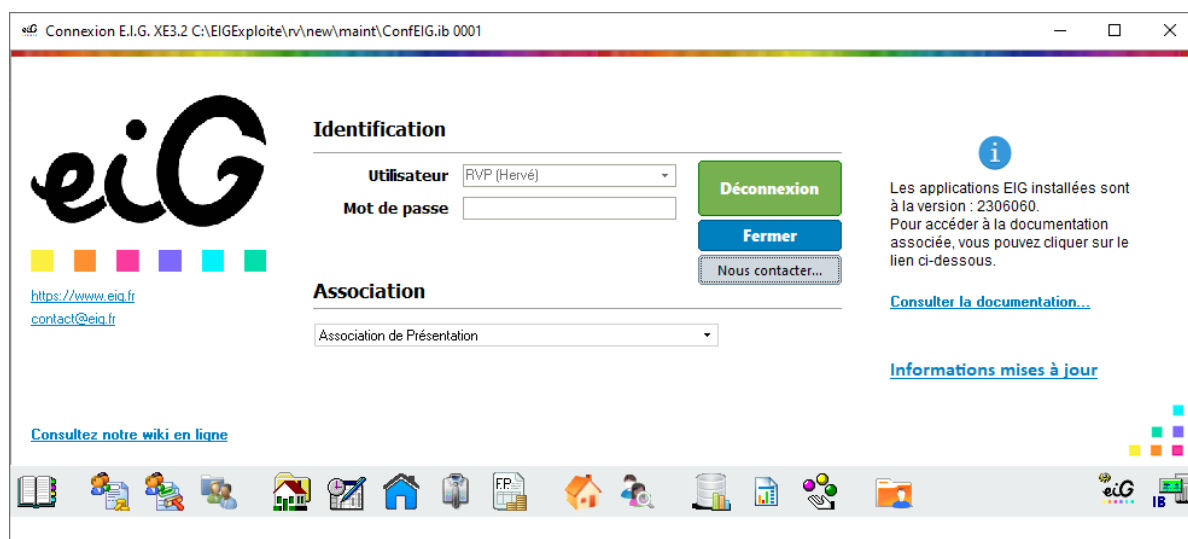 eiG Connexion E.I.G. XE3.2 C:\EIGExploite\rv\new\maint\ConfEIG.ib 0001
eiG
https://www.eig.fr
contact@eig.fr
Consultez notre wiki en ligne
Identification
Utilisateur RVP (Hervé)
Mot de passe
Déconnexion
Fermer
Nous contacter...
Association
Association de Présentation
i
Les applications EIG installées sont
à la version : 2306060.
Pour accéder à la documentation
associée, vous pouvez cliquer sur le
lien ci-dessous.
Consulter la documentation...
Informations mises à jour
F.P.
eiG
IB